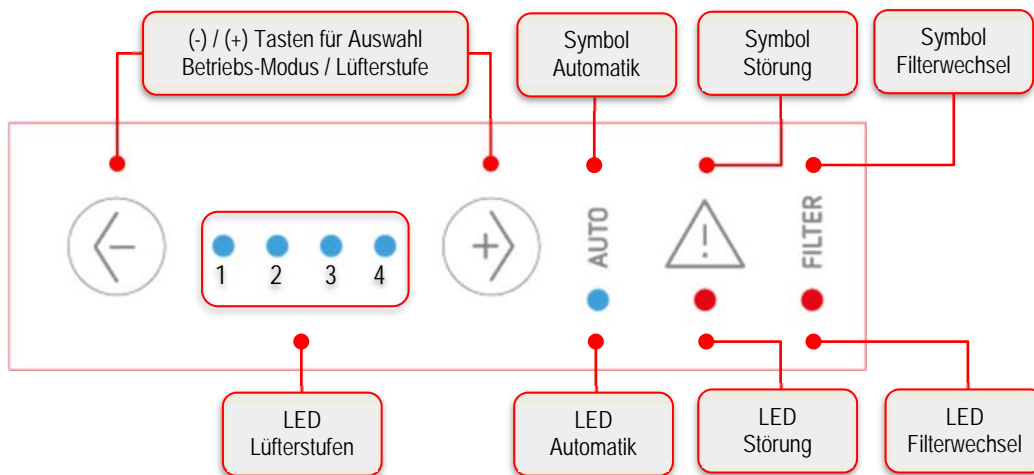 (-) / (+) Tasten für Auswahl
Betriebs-Modus / Lüfterstufe
Symbol
Automatik
Symbol
Störung
Symbol
Filterwechsel
−
1 2 3 4
+
AUTO
!
FILTER
LED
Lüfterstufen
LED
Automatik
LED
Störung
LED
Filterwechsel